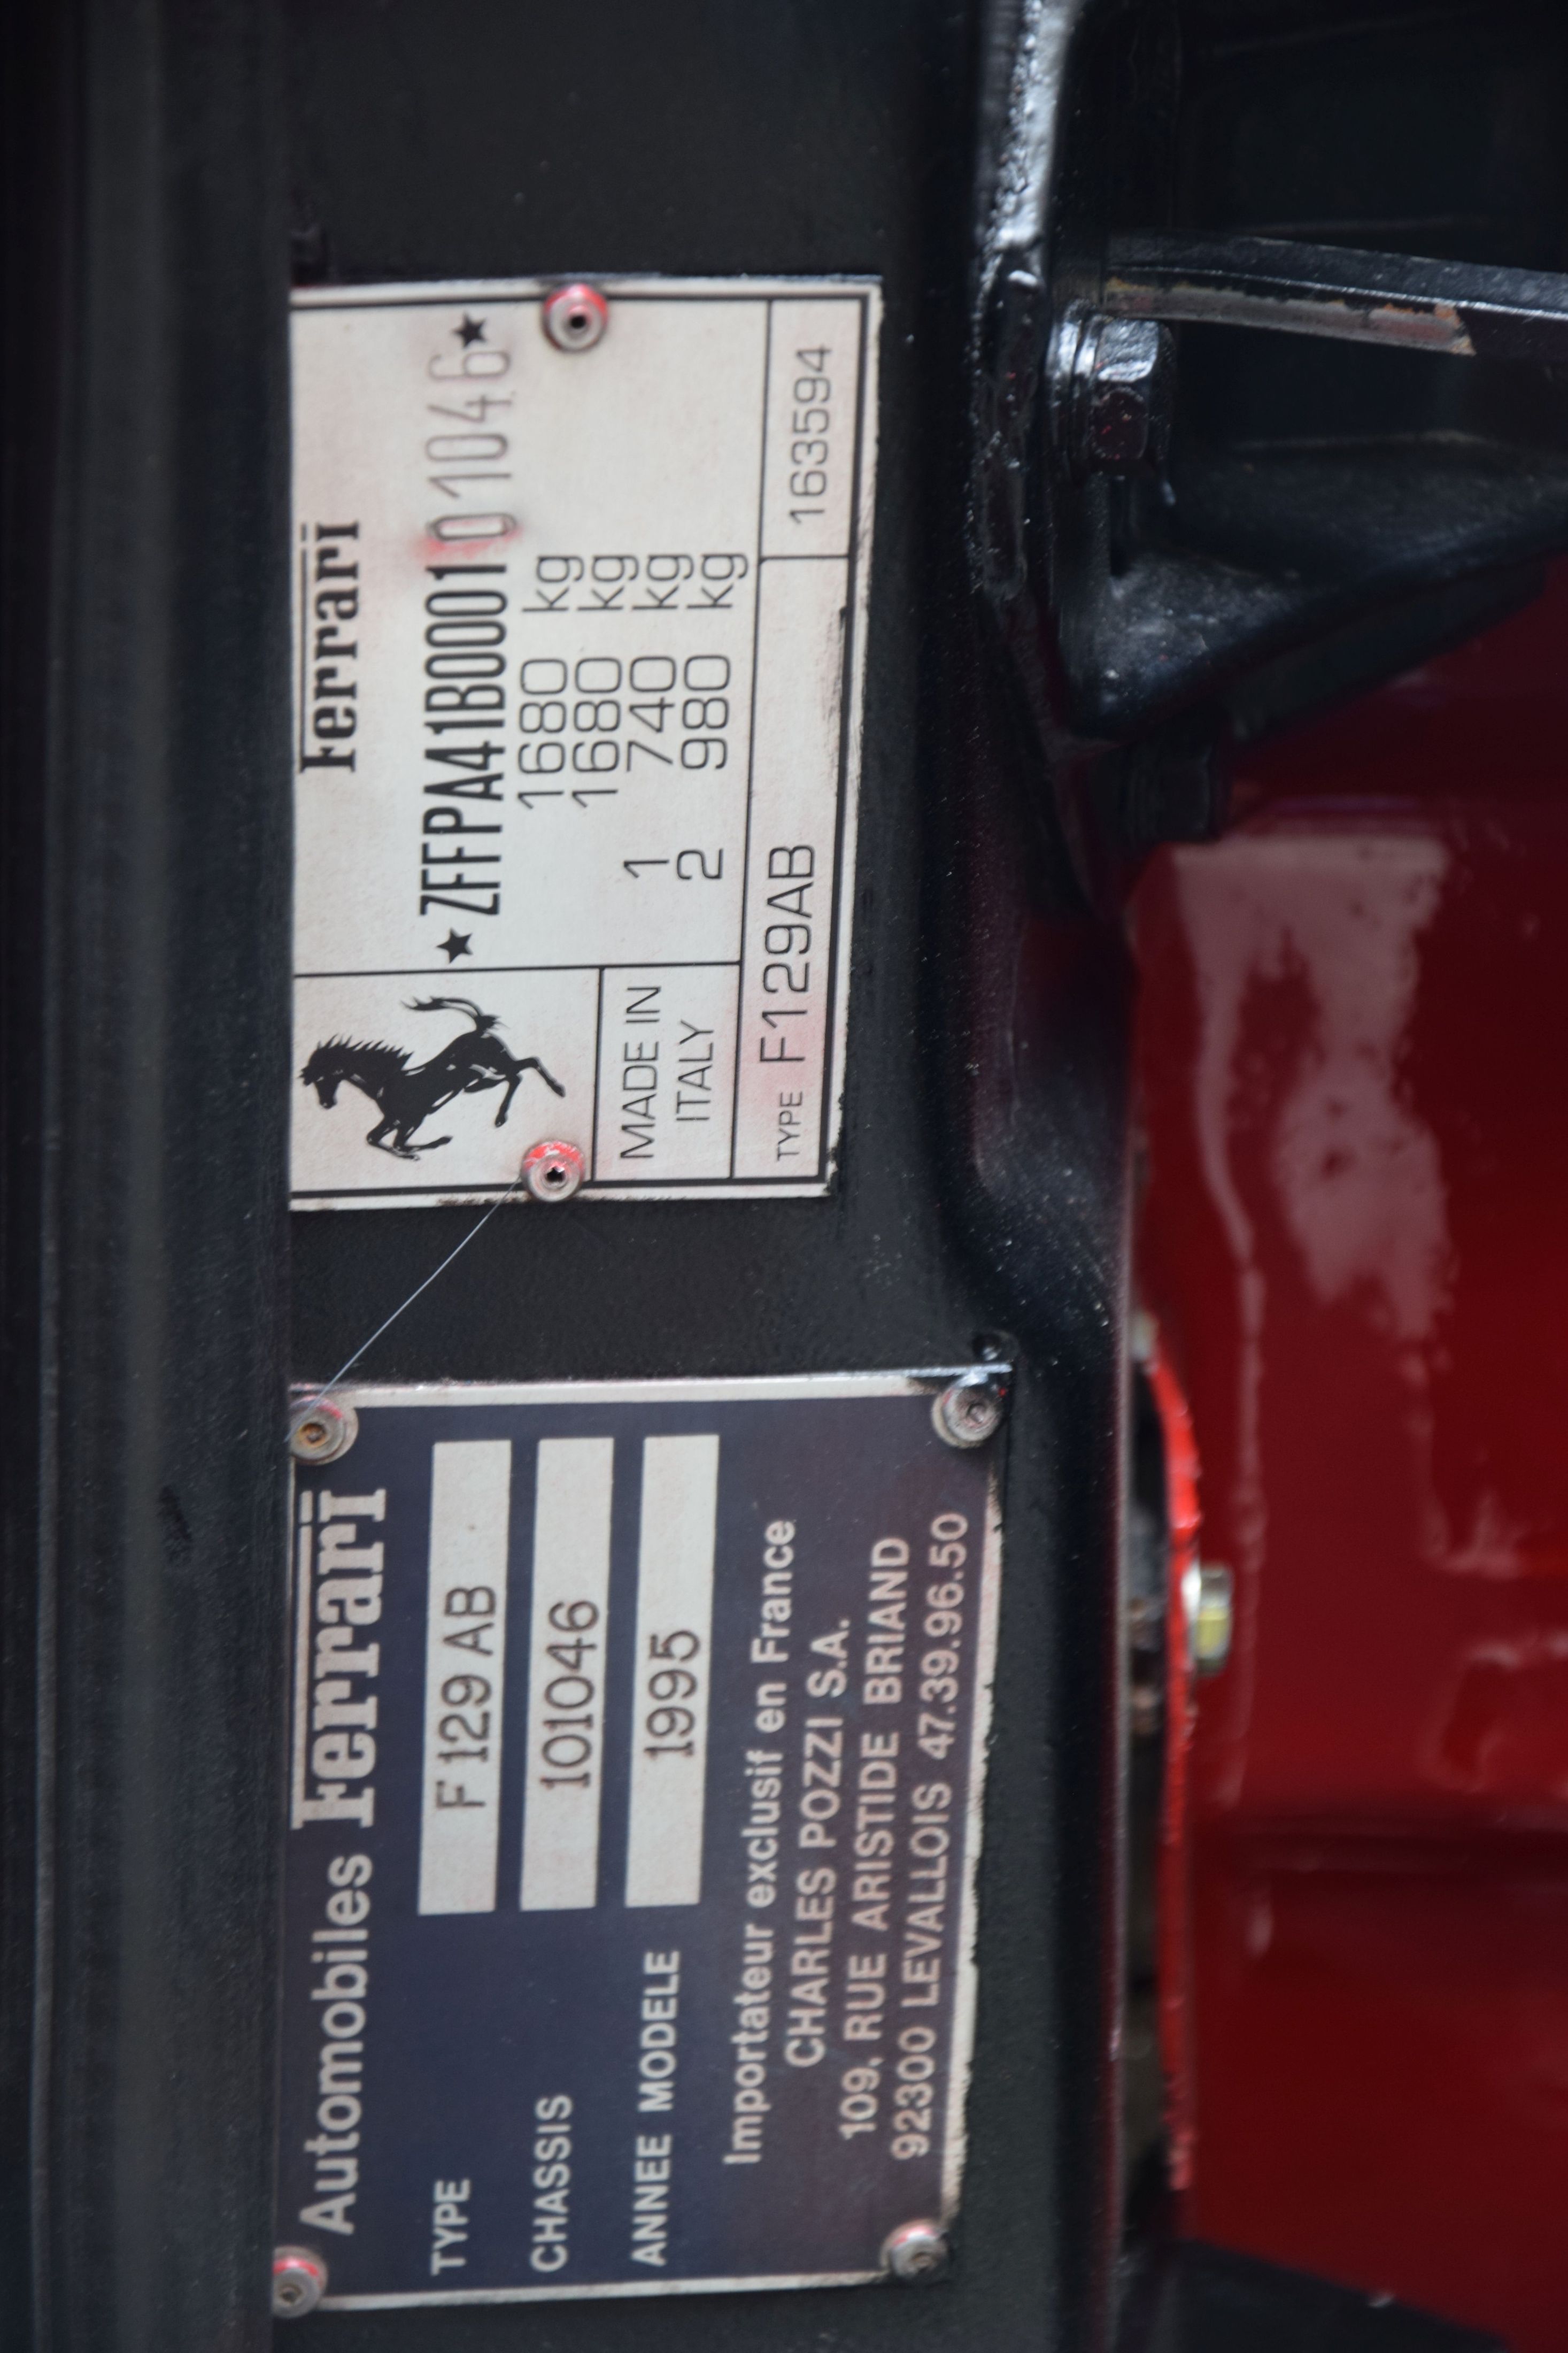 Automobiles Ferrari
TYPE F129AB
CHASSIS 101046
ANNEE MODELE 1995
Importateur exclusif en France
CHARLES POZZI S.A.
109, RUE ARISTIDE BRIAND
92300 LEVALLOIS 47.39.96.50
Ferrari
★ZFFPA41B000101046★
1680 kg
1680 kg
1 740 kg
2 980 kg
MADE IN
ITALY
TYPE F129AB 163594